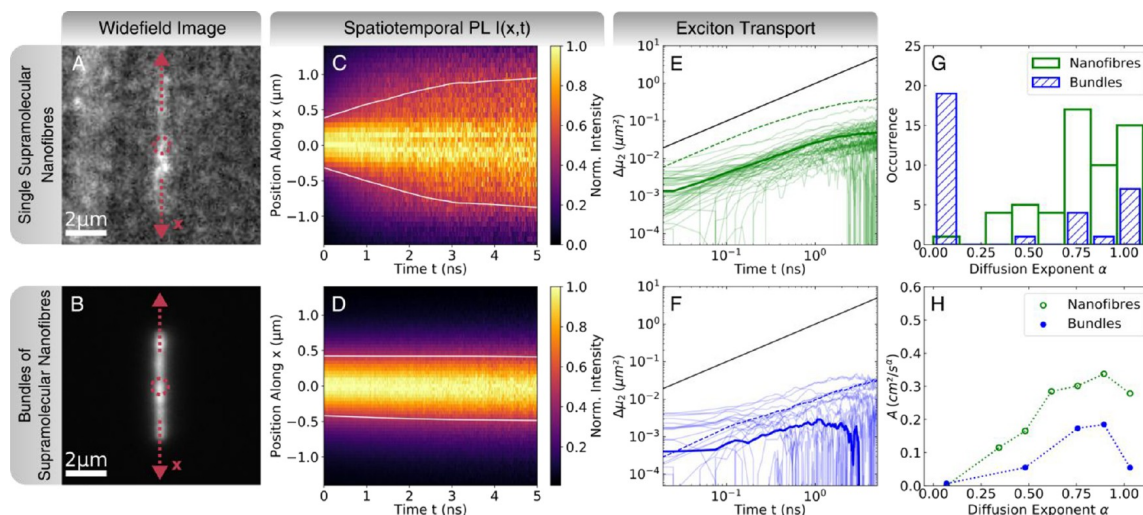 Widefield Image
Spatiotemporal PL I(x,t)
Exciton Transport
Single Supramolecular
Nanofibres
A
2μm
x
C
Position Along x (μm)
1.0
0.5
0.0
−0.5
−1.0
0 1 2 3 4 5
Time t (ns)
1.0
0.8
0.6
0.4
0.2
0.0
Norm. Intensity
E
Δμ₂ (μm²)
10¹
10⁰
10⁻¹
10⁻²
10⁻³
10⁻⁴
10⁻¹ 10⁰
Time t (ns)
G
Nanofibres
Bundles
Occurrence
25
20
15
10
5
0
0.00 0.25 0.50 0.75 1.00
Diffusion Exponent α
Bundles of
Supramolecular Nanofibres
B
2μm
x
D
Position Along x (μm)
1.0
0.5
0.0
−0.5
−1.0
0 1 2 3 4 5
Time t (ns)
1.0
0.8
0.6
0.4
0.2
Norm. Intensity
F
Δμ₂ (μm²)
10¹
10⁰
10⁻¹
10⁻²
10⁻³
10⁻⁴
10⁻¹ 10⁰
Time t (ns)
H
Nanofibres
Bundles
A (cm²/sᵅ)
0.6
0.5
0.4
0.3
0.2
0.1
0.0
0.00 0.25 0.50 0.75 1.00
Diffusion Exponent α